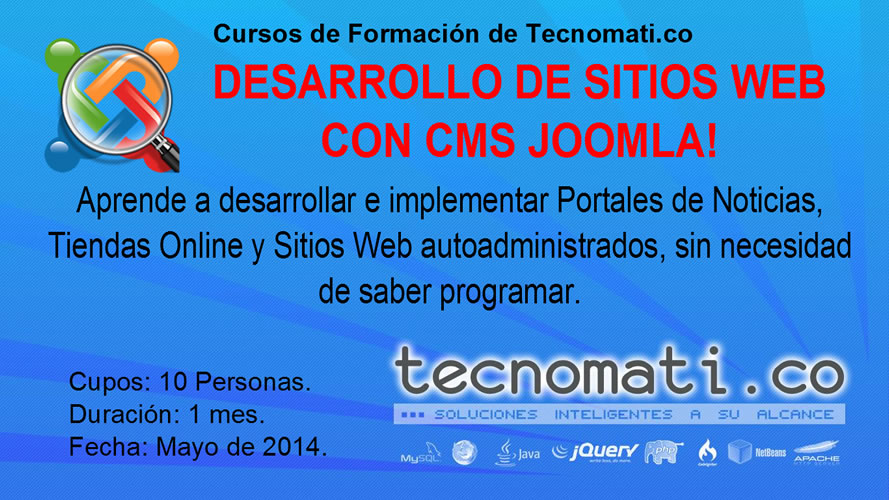 Cursos de Formación de Tecnomati.co
DESARROLLO DE SITIOS WEB
CON CMS JOOMLA!
Aprende a desarrollar e implementar Portales de Noticias,
Tiendas Online y Sitios Web autoadministrados, sin necesidad
de saber programar.
tecnomati.co
SOLUCIONES INTELIGENTES A SU ALCANCE
Cupos: 10 Personas.
Duración: 1 mes.
Fecha: Mayo de 2014.
MySQL Java jQuery php NetBeans APACHE